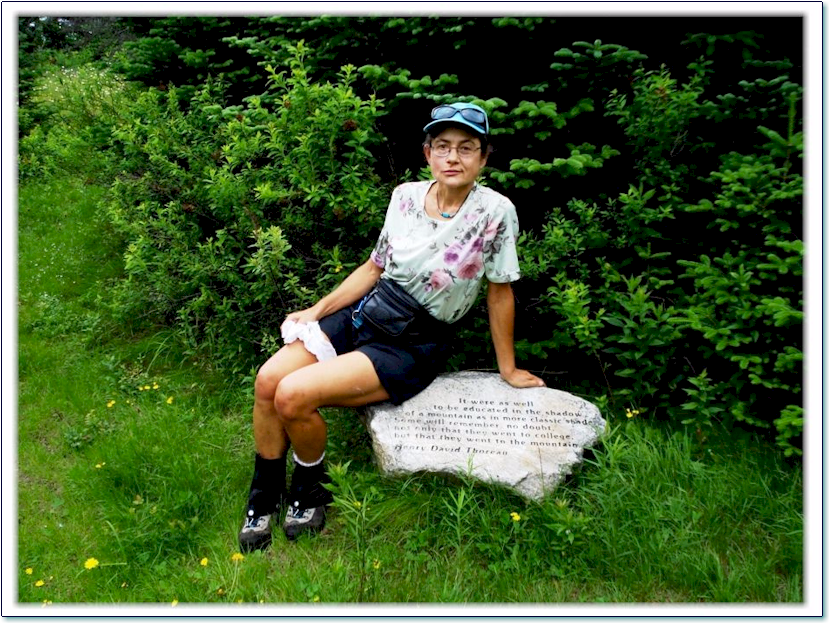 It were as well
to be educated in the shadow
of a mountain as in more classic shade.
Some will remember, no doubt,
not only that they went to college,
but that they went to the mountain.
Henry David Thoreau